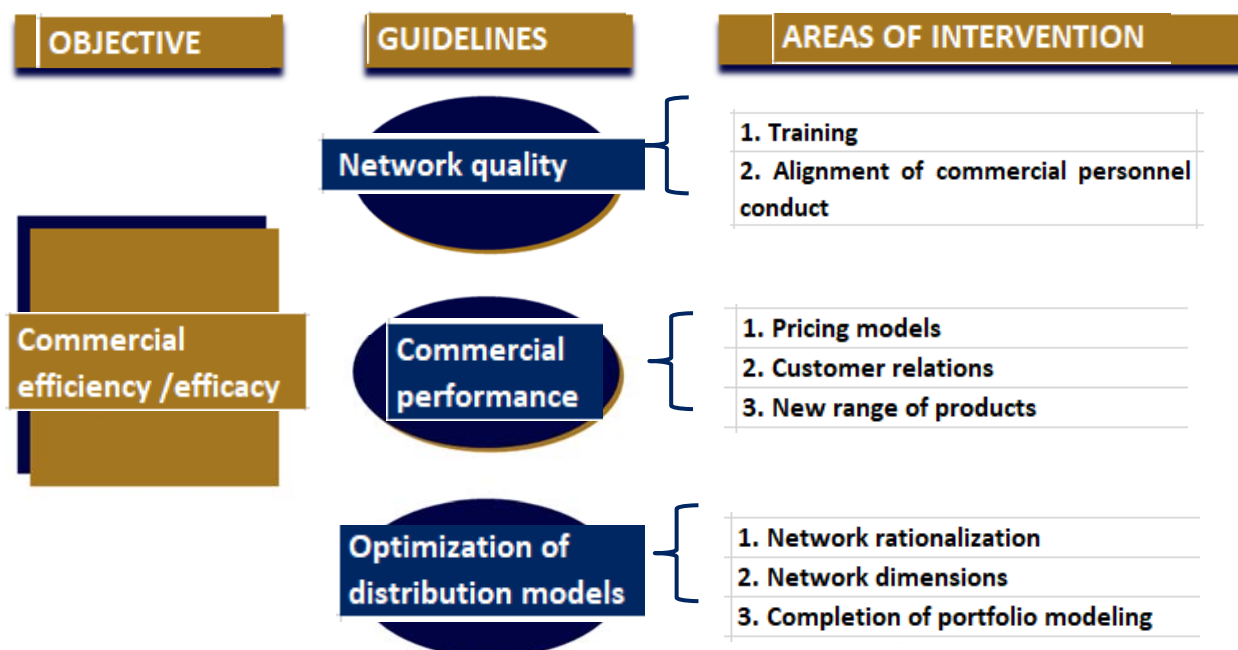 OBJECTIVE
GUIDELINES
AREAS OF INTERVENTION
Commercial
efficiency /efficacy
Network quality
1. Training
2. Alignment of commercial personnel
conduct
Commercial
performance
1. Pricing models
2. Customer relations
3. New range of products
Optimization of
distribution models
1. Network rationalization
2. Network dimensions
3. Completion of portfolio modeling